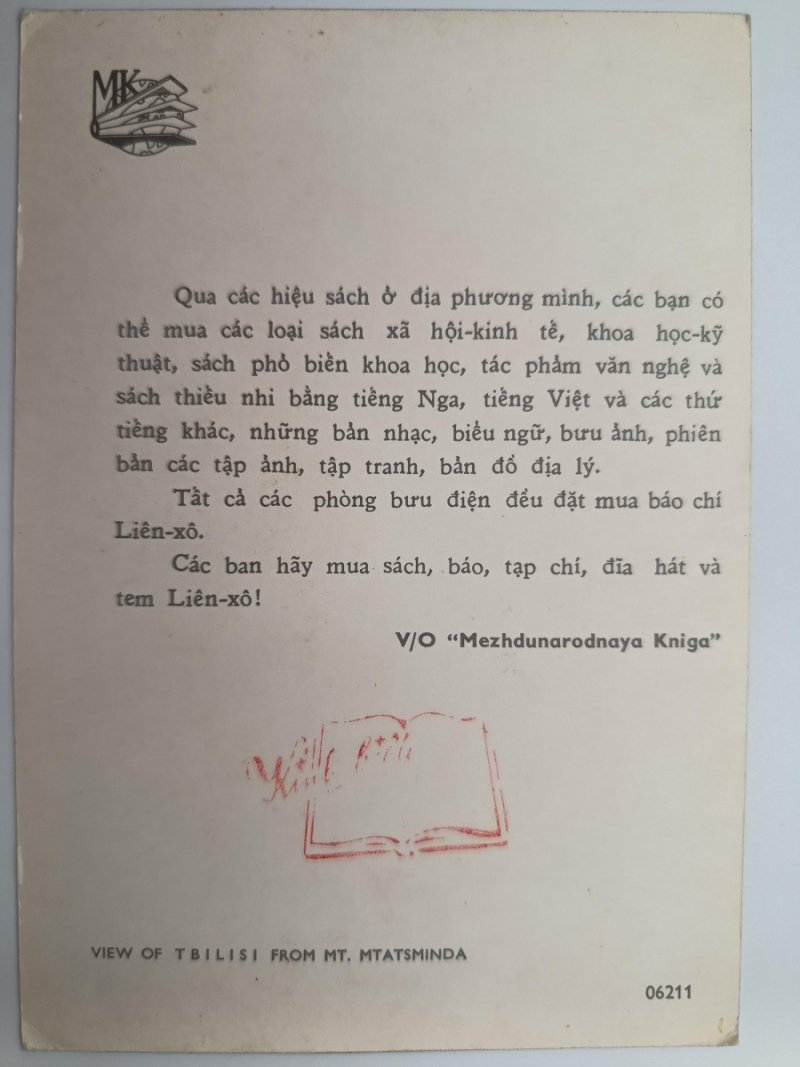 MK
Qua các hiệu sách ở địa phương mình, các bạn có
thể mua các loại sách xã hội-kinh tế, khoa học-kỹ
thuật, sách phổ biến khoa học, tác phẩm văn nghệ và
sách thiếu nhi bằng tiếng Nga, tiếng Việt và các thứ
tiếng khác, những bản nhạc, biểu ngữ, bưu ảnh, phiên
bản các tập ảnh, tập tranh, bản đồ địa lý.
Tất cả các phòng bưu điện đều đặt mua báo chí
Liên-xô.
Các ban hãy mua sách, báo, tạp chí, đĩa hát và
tem Liên-xô!
V/O “Mezhdunarodnaya Kniga”
Kính biếu
VIEW OF TBILISI FROM MT. MTATSMINDA
06211